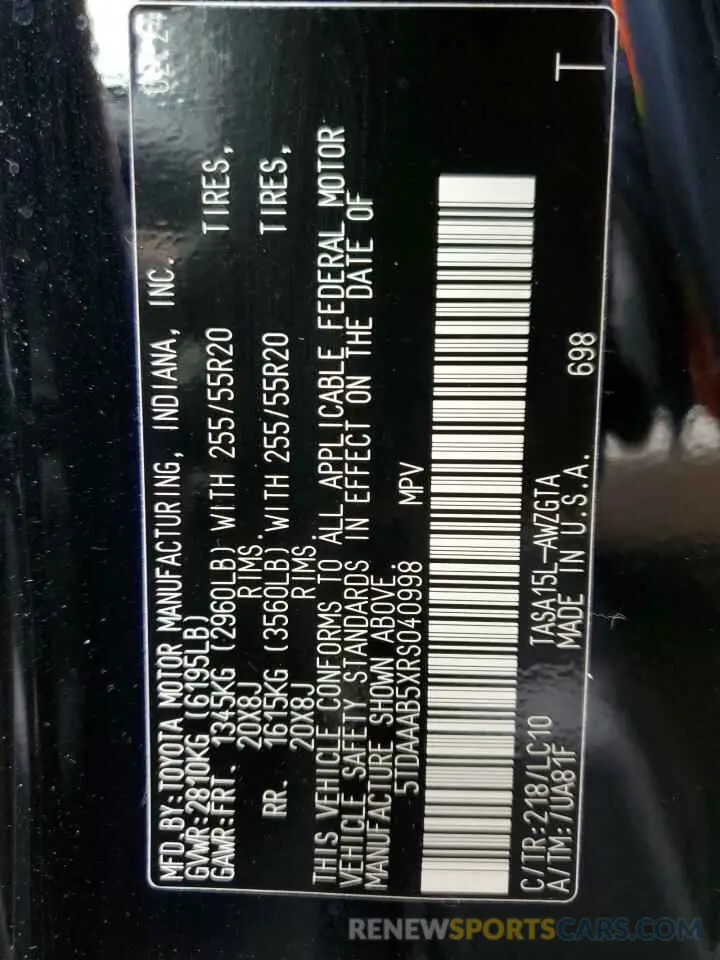 MFD.BY:TOYOTA MOTOR MANUFACTURING, INDIANA, INC.
GVWR:2810KG (6195LB)
GAWR:FRT. 1345KG (2960LB) WITH 255/55R20 TIRES,
20X8J RIMS.
RR. 1615KG (3560LB) WITH 255/55R20 TIRES,
20X8J RIMS.
THIS VEHICLE CONFORMS TO ALL APPLICABLE FEDERAL MOTOR
VEHICLE SAFETY STANDARDS IN EFFECT ON THE DATE OF
MANUFACTURE SHOWN ABOVE.
5TDAAAB5XRS040998 MPV
C/TR:218/LC10 TASA15L-AWZGTA
A/TM:7UA81F MADE IN U.S.A. 698
T
RENEWSPORTSCARS.COM